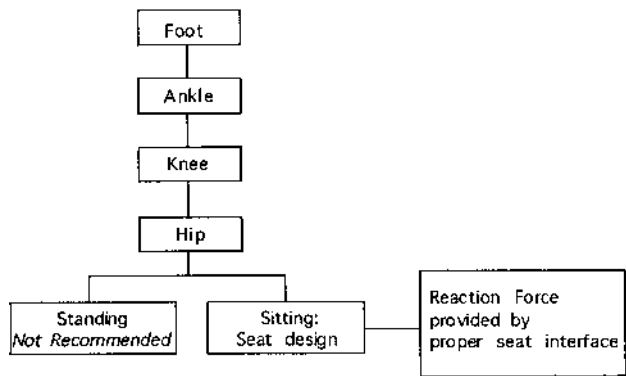 Foot
Ankle
Knee
Hip
Standing
Not Recommended
Sitting:
Seat design
Reaction Force
provided by
proper seat interface